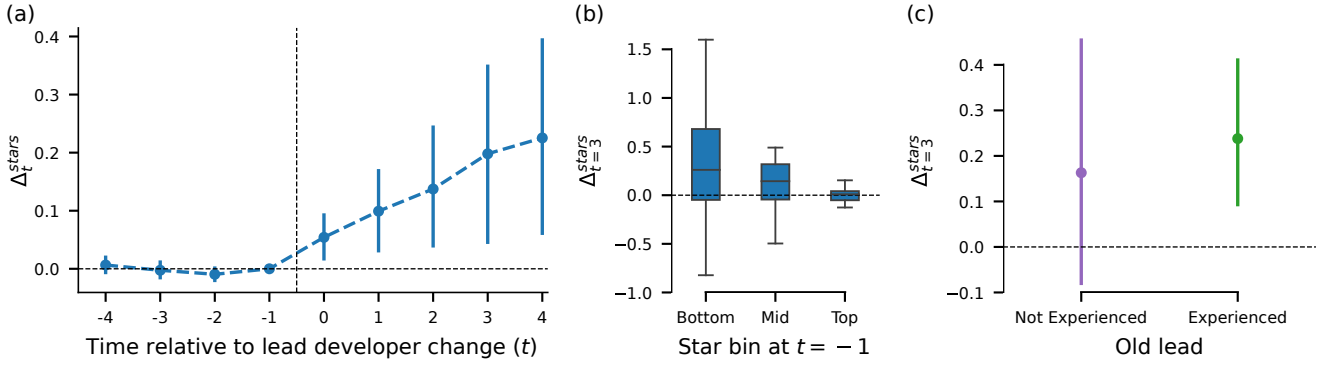 (a)
0.4
0.3
0.2
0.1
0.0
Δ_t^stars
-4 -3 -2 -1 0 1 2 3 4
Time relative to lead developer change (t)
(b)
1.5
1.0
0.5
0.0
−0.5
−1.0
Δ_{t=3}^stars
Bottom Mid Top
Star bin at t = −1
(c)
0.4
0.3
0.2
0.1
0.0
−0.1
Δ_{t=3}^stars
Not Experienced Experienced
Old lead